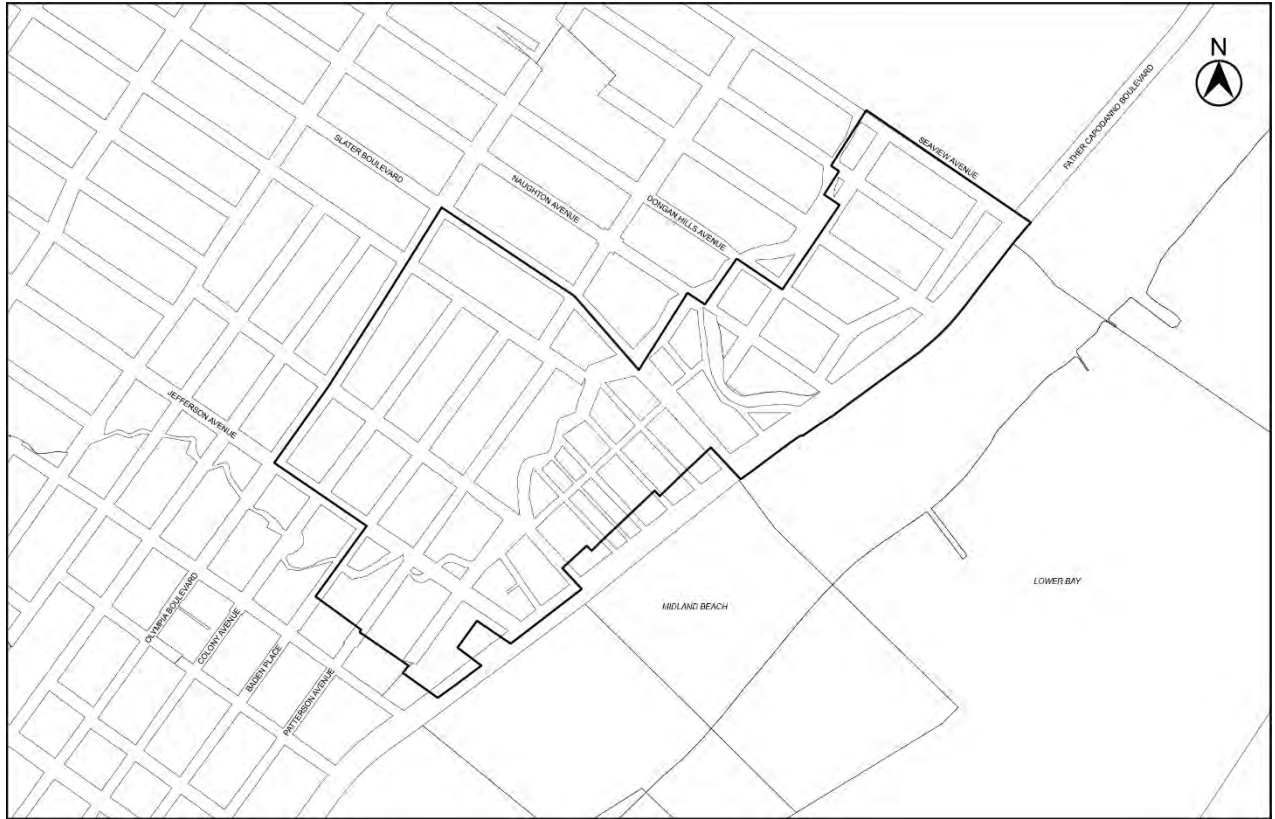 N
SEAVIEW AVENUE
FATHER CAPODANNO BOULEVARD
SLATER BOULEVARD
NAUGHTON AVENUE
DONGAN HILLS AVENUE
JEFFERSON AVENUE
LOWER BAY
MIDLAND BEACH
OLYMPIA BOULEVARD
COLONY AVENUE
BADEN PLACE
PATTERSON AVENUE